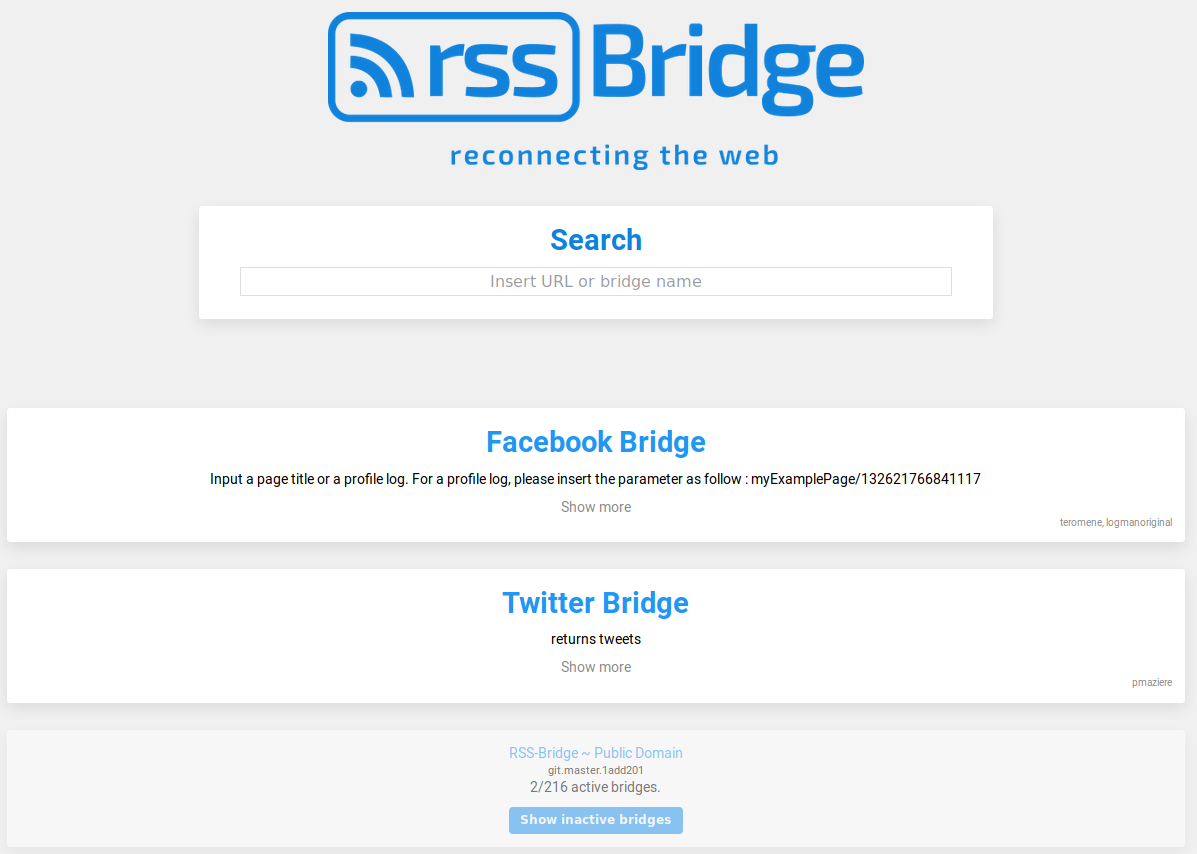 rss Bridge
reconnecting the web
Search
Insert URL or bridge name
Facebook Bridge
Input a page title or a profile log. For a profile log, please insert the parameter as follow : myExamplePage/132621766841117
Show more
teromene, logmanoriginal
Twitter Bridge
returns tweets
Show more
pmaziere
RSS-Bridge ~ Public Domain
git.master.1add201
2/216 active bridges.
Show inactive bridges